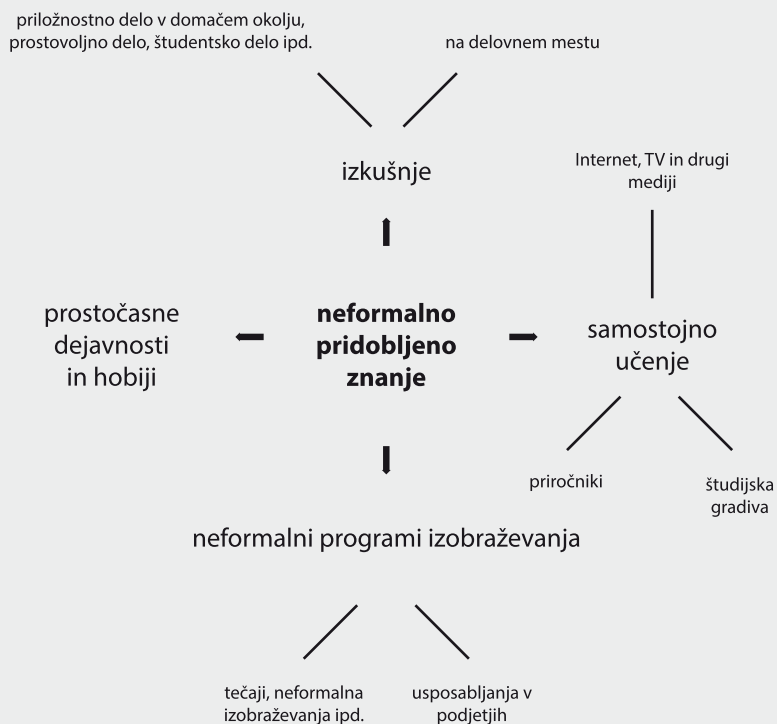 priložnostno delo v domačem okolju,
prostovoljno delo, študentsko delo ipd.
na delovnem mestu
izkušnje
Internet, TV in drugi
mediji
prostočasne
dejavnosti
in hobiji
neformalno
pridobljeno
znanje
samostojno
učenje
priročniki
študijska
gradiva
neformalni programi izobraževanja
tečaji, neformalna
izobraževanja ipd.
usposabljanja v
podjetjih